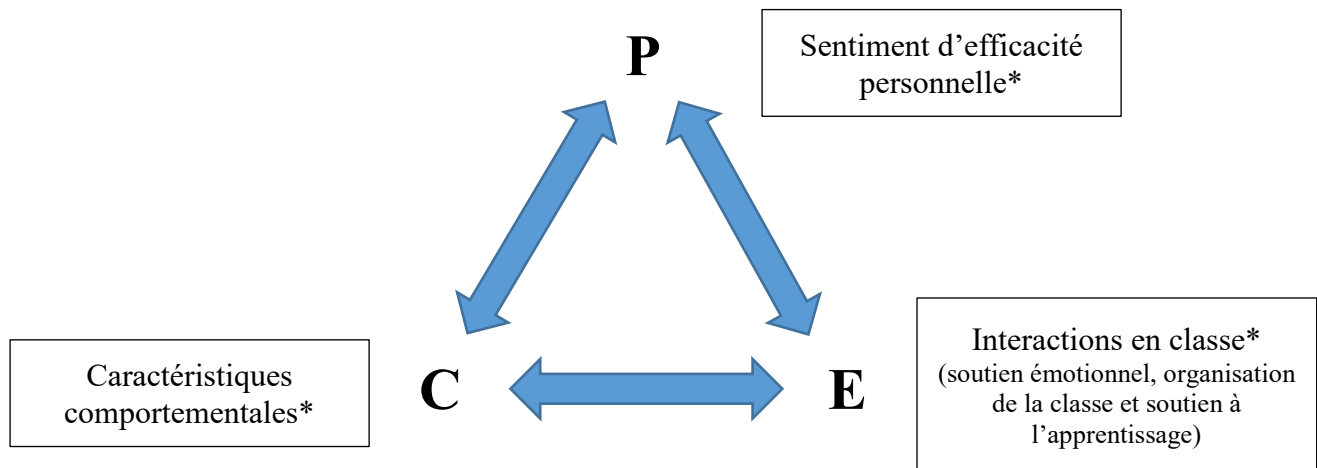 P
Sentiment d’efficacité
personnelle*
Caractéristiques
comportementales*
C
E
Interactions en classe*
(soutien émotionnel, organisation
de la classe et soutien à
l’apprentissage)